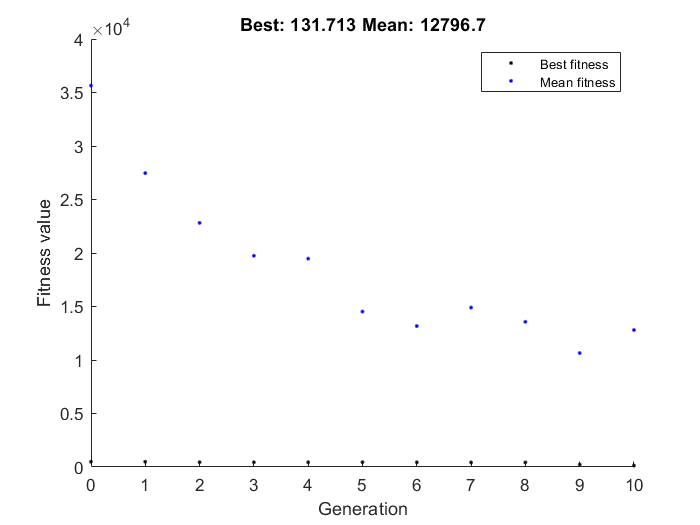 Best: 131.713 Mean: 12796.7
×10^4
Best fitness
Mean fitness
4
3.5
3
2.5
2
1.5
1
0.5
0
Fitness value
0 1 2 3 4 5 6 7 8 9 10
Generation